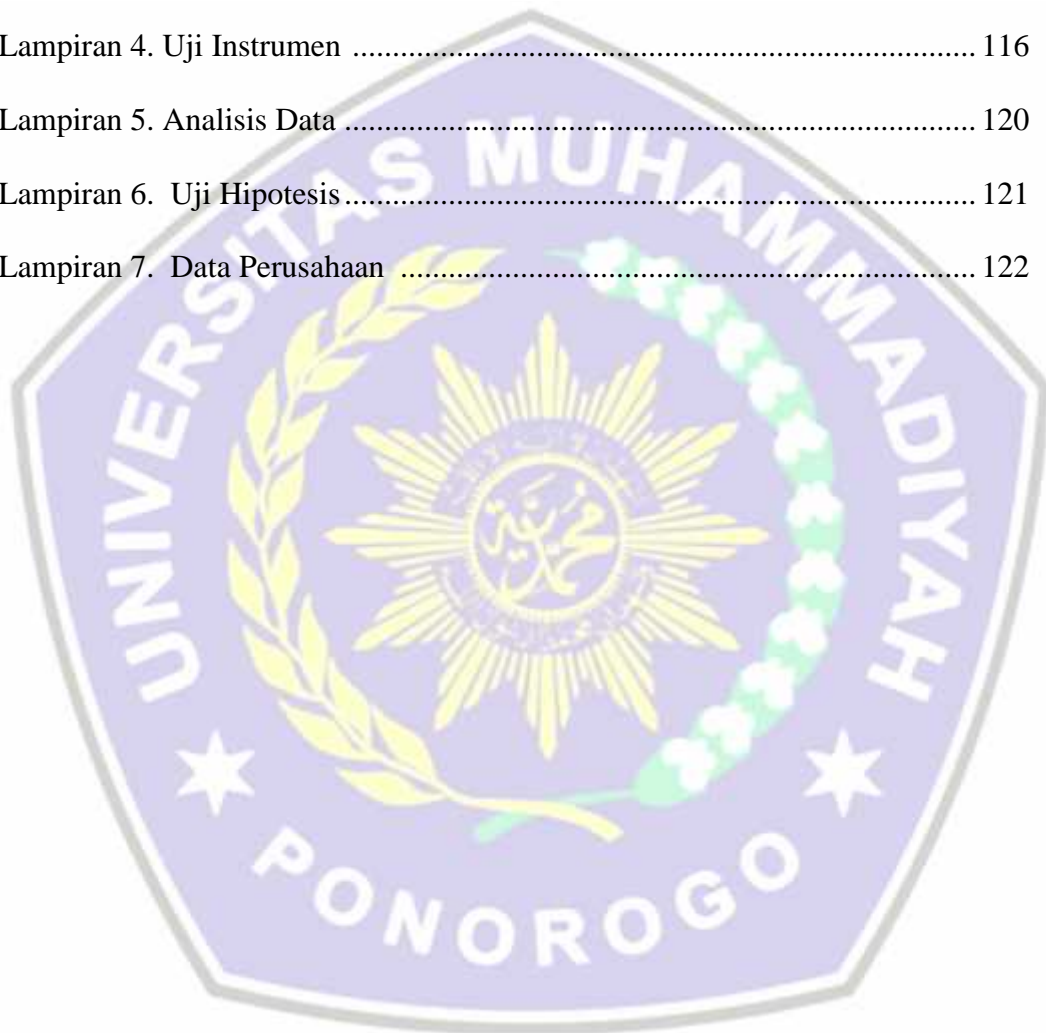 Lampiran 4. Uji Instrumen ........................................................................... 116
Lampiran 5. Analisis Data ............................................................................ 120
Lampiran 6.  Uji Hipotesis ............................................................................ 121
Lampiran 7.  Data Perusahaan ..................................................................... 122
UNIVERSITAS MUHAMMADIYAH
محمدية
PONOROGO